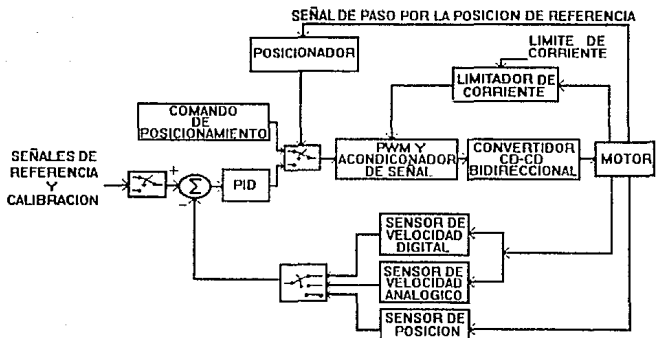 SEÑAL DE PASO POR LA POSICION DE REFERENCIA
POSICIONADOR
LIMITE DE
CORRIENTE
LIMITADOR DE
CORRIENTE
COMANDO
DE
POSICIONAMIENTO
SEÑALES DE
REFERENCIA
Y
CALIBRACION
+
Σ
−
PID
PWM Y
ACONDICONADOR
DE SEÑAL
CONVERTIDOR
CD-CD
BIDIRECCIONAL
MOTOR
SENSOR DE
VELOCIDAD
DIGITAL
SENSOR DE
VELOCIDAD
ANALOGICO
SENSOR DE
POSICION